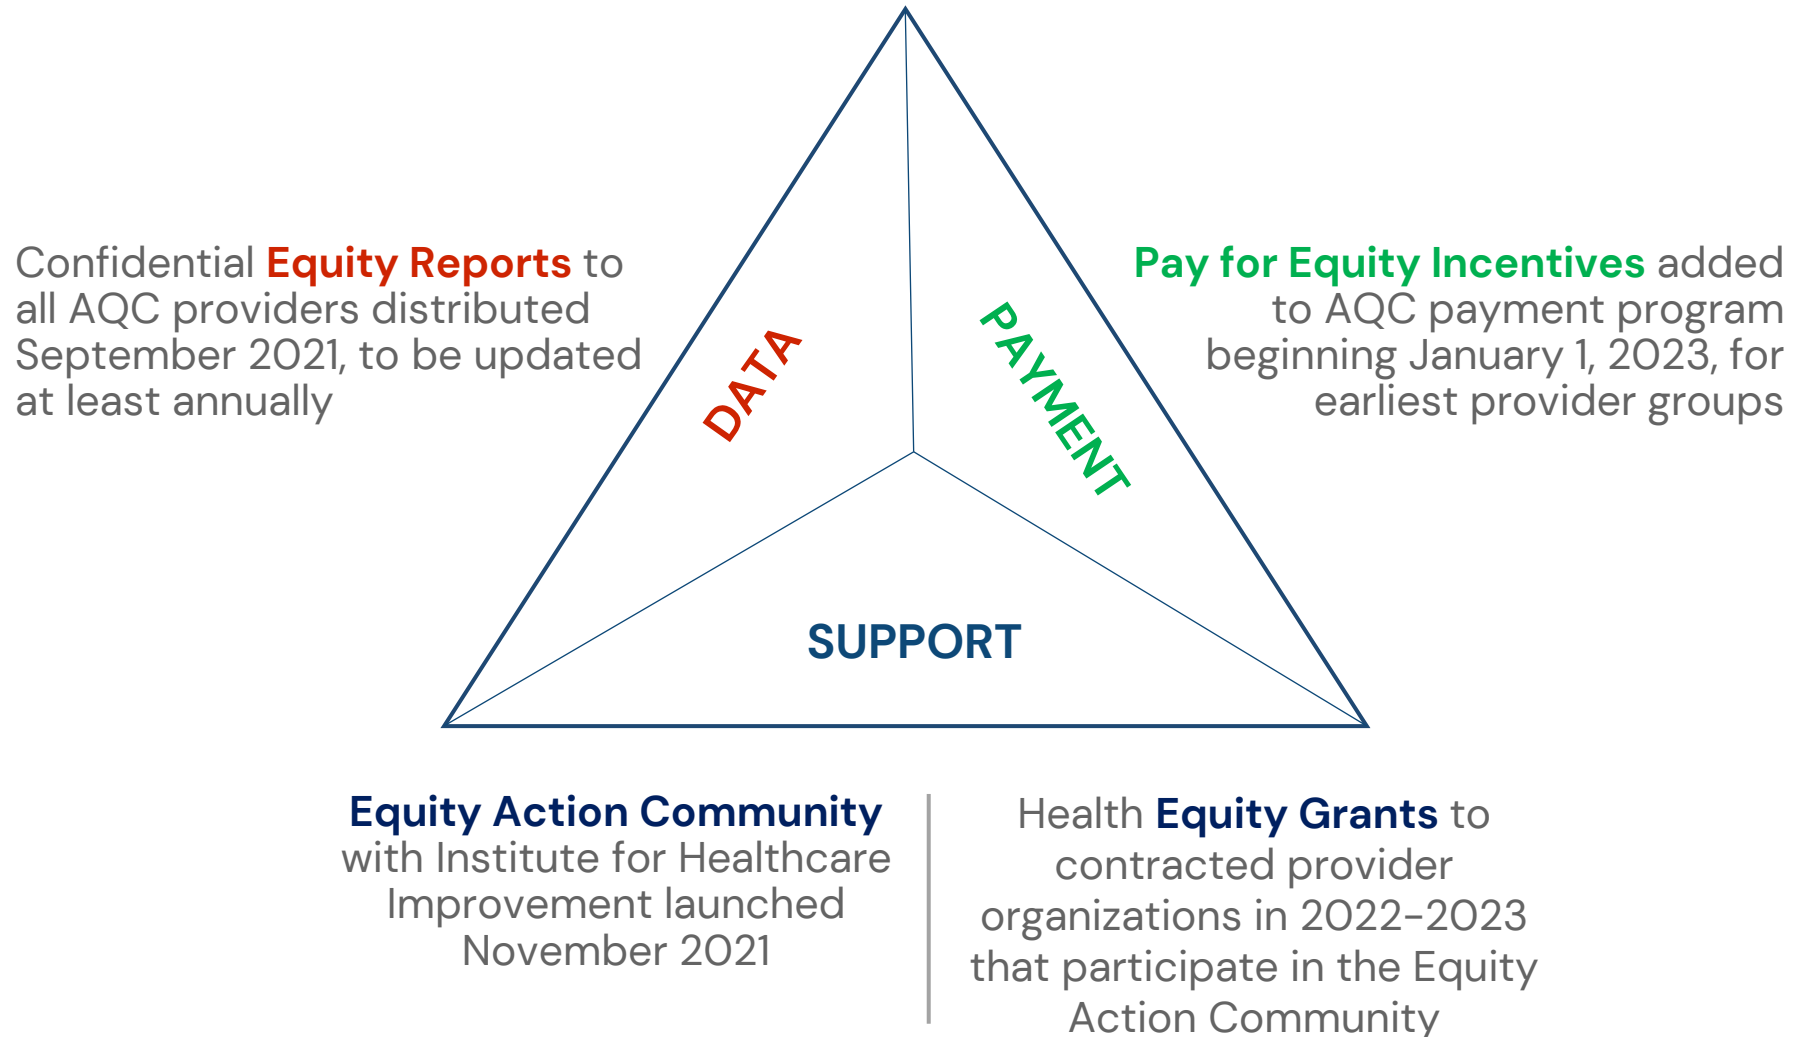 Confidential Equity Reports to
all AQC providers distributed
September 2021, to be updated
at least annually
DATA
PAYMENT
Pay for Equity Incentives added
to AQC payment program
beginning January 1, 2023, for
earliest provider groups
SUPPORT
Equity Action Community
with Institute for Healthcare
Improvement launched
November 2021
Health Equity Grants to
contracted provider
organizations in 2022-2023
that participate in the Equity
Action Community